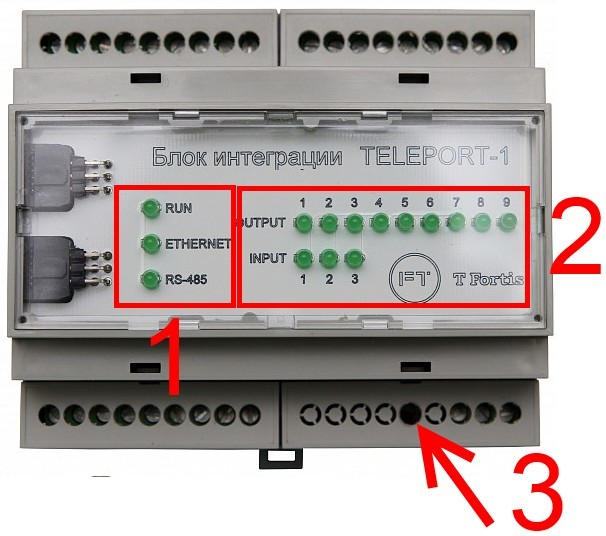 Блок интеграции TELEPORT-1
1 2 3 4 5 6 7 8 9
RUN
OUTPUT
ETHERNET
INPUT
RS-485
1 2 3
T Fortis
1
2
3